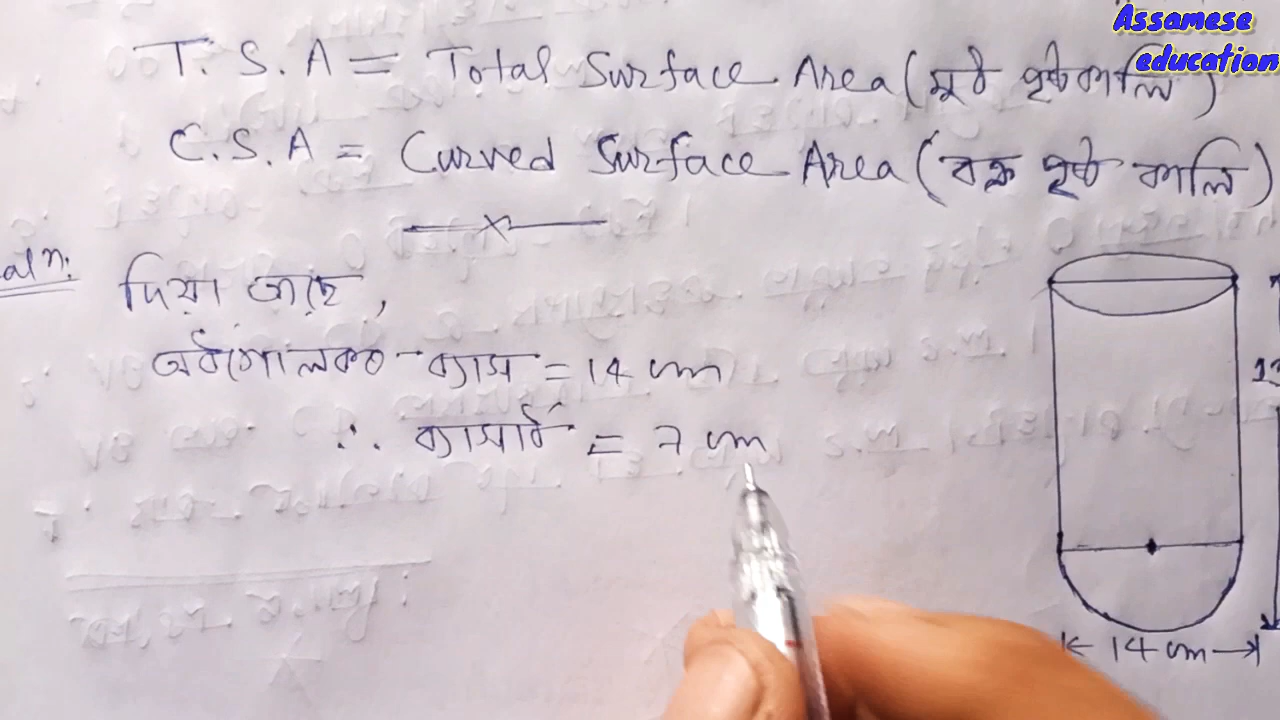 Assamese
education
T. S. A = Total Surface Area (মুঠ পৃষ্ঠকালি)
C.S.A = Curved Surface Area (বক্ৰ পৃষ্ঠ কালি)
Soln:
দিয়া আছে,
অৰ্ধগোলকৰ ব্যাস = 14 cm
∴ ব্যাসাৰ্ধ = 7 cm
14 cm